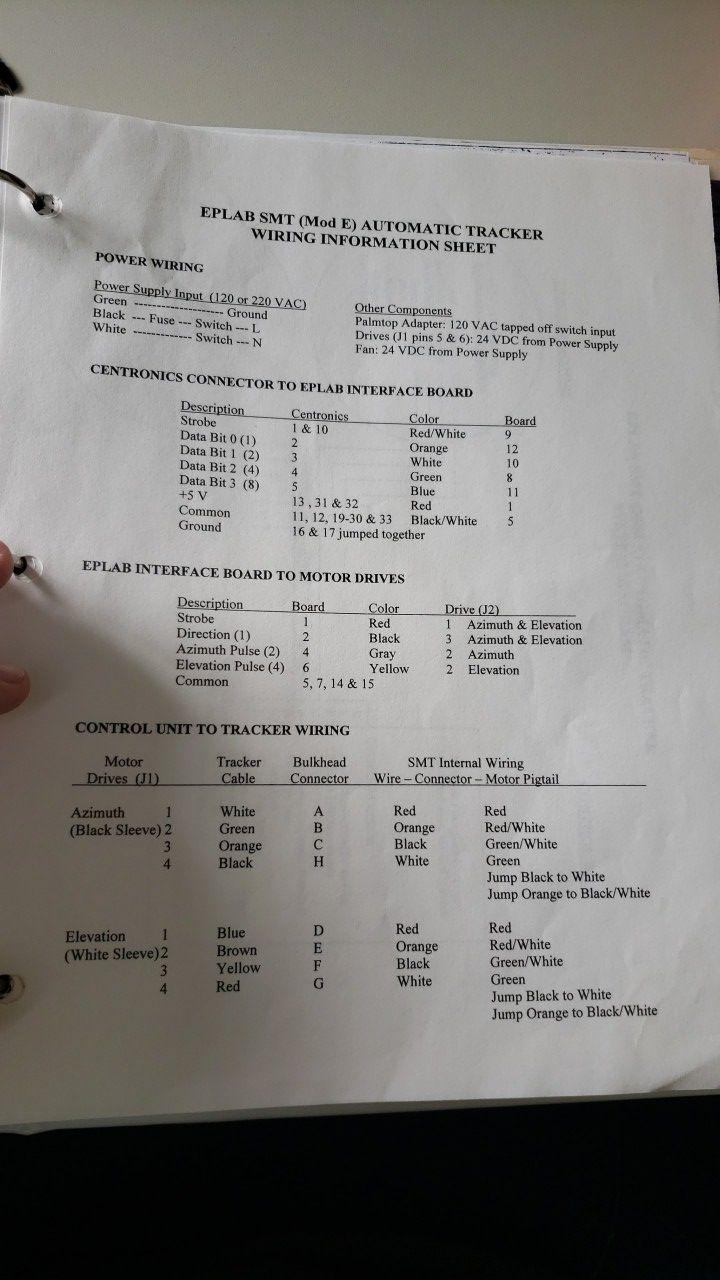 EPLAB SMT (Mod E) AUTOMATIC TRACKER
WIRING INFORMATION SHEET
POWER WIRING
Power Supply Input (120 or 220 VAC)
Green -------------------- Ground
Black --- Fuse --- Switch --- L
White ------------- Switch --- N
Other Components
Palmtop Adapter: 120 VAC tapped off switch input
Drives (J1 pins 5 & 6): 24 VDC from Power Supply
Fan: 24 VDC from Power Supply
CENTRONICS CONNECTOR TO EPLAB INTERFACE BOARD
Description Centronics Color Board
Strobe 1 & 10 Red/White 9
Data Bit 0 (1) 2 Orange 12
Data Bit 1 (2) 3 White 10
Data Bit 2 (4) 4 Green 8
Data Bit 3 (8) 5 Blue 11
+5 V 13 , 31 & 32 Red 1
Common 11, 12, 19-30 & 33 Black/White 5
Ground 16 & 17 jumped together
EPLAB INTERFACE BOARD TO MOTOR DRIVES
Description Board Color Drive (J2)
Strobe 1 Red 1 Azimuth & Elevation
Direction (1) 2 Black 3 Azimuth & Elevation
Azimuth Pulse (2) 4 Gray 2 Azimuth
Elevation Pulse (4) 6 Yellow 2 Elevation
Common 5, 7, 14 & 15
CONTROL UNIT TO TRACKER WIRING
Motor Tracker Bulkhead SMT Internal Wiring
Drives (J1) Cable Connector Wire – Connector – Motor Pigtail
Azimuth 1 White A Red Red
(Black Sleeve) 2 Green B Orange Red/White
3 Orange C Black Green/White
4 Black H White Green
Jump Black to White
Jump Orange to Black/White
Elevation 1 Blue D Red Red
(White Sleeve)2 Brown E Orange Red/White
3 Yellow F Black Green/White
4 Red G White Green
Jump Black to White
Jump Orange to Black/White